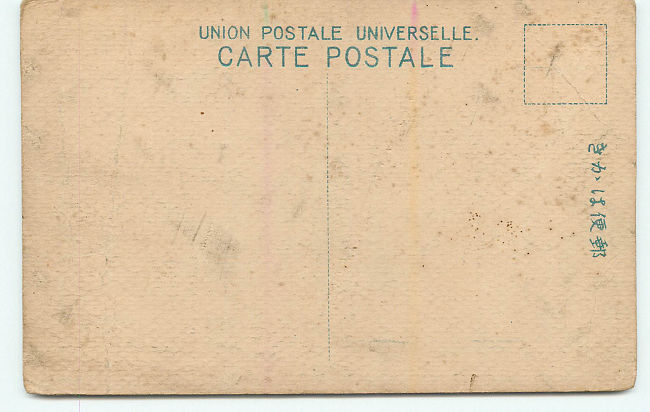 UNION POSTALE UNIVERSELLE.
CARTE POSTALE
郵便はがき